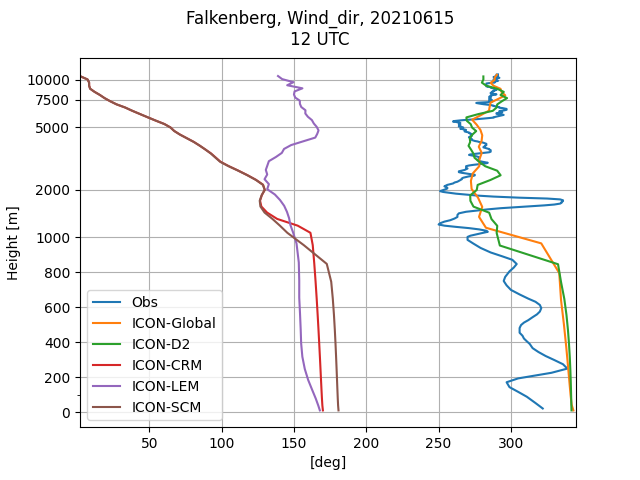 Falkenberg, Wind_dir, 20210615
12 UTC
10000
7500
5000
2000
1000
800
600
400
200
0
Height [m]
Obs
ICON-Global
ICON-D2
ICON-CRM
ICON-LEM
ICON-SCM
50
100
150
200
250
300
[deg]